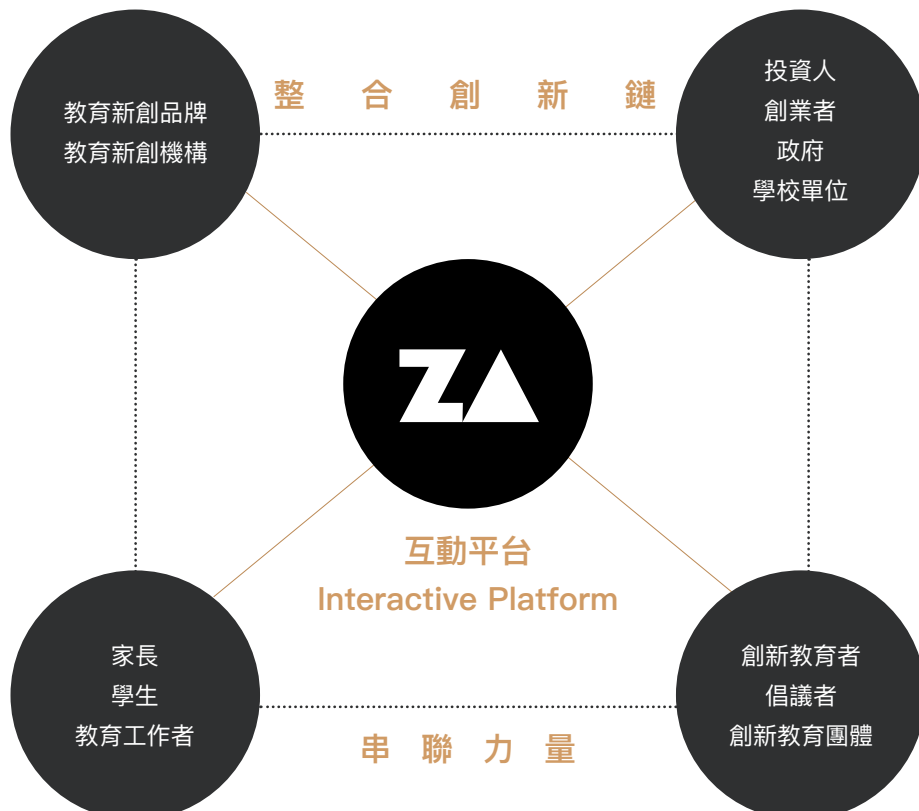 整合創新鏈
教育新創品牌
教育新創機構
投資人
創業者
政府
學校單位
ZA
互動平台
Interactive Platform
家長
學生
教育工作者
創新教育者
倡議者
創新教育團體
串聯力量